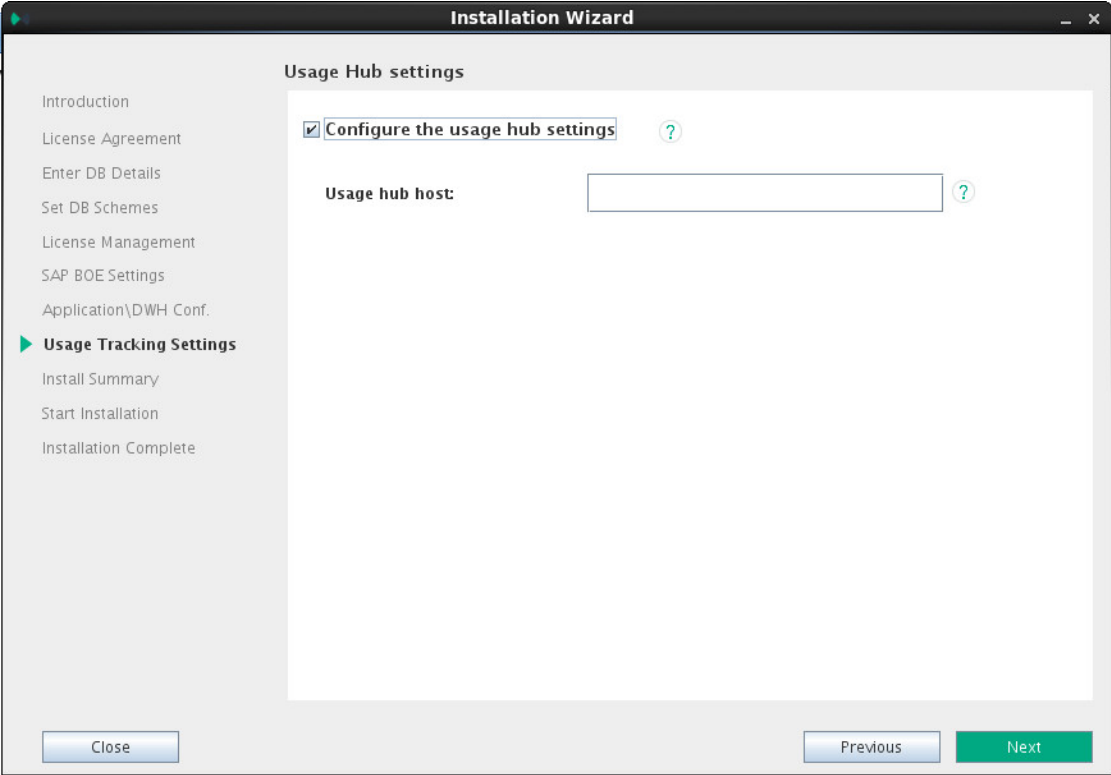 Installation Wizard
Usage Hub settings
Introduction
License Agreement
Enter DB Details
Set DB Schemes
License Management
SAP BOE Settings
Application\DWH Conf.
Usage Tracking Settings
Install Summary
Start Installation
Installation Complete
Configure the usage hub settings ?
Usage hub host: ?
Close Previous Next